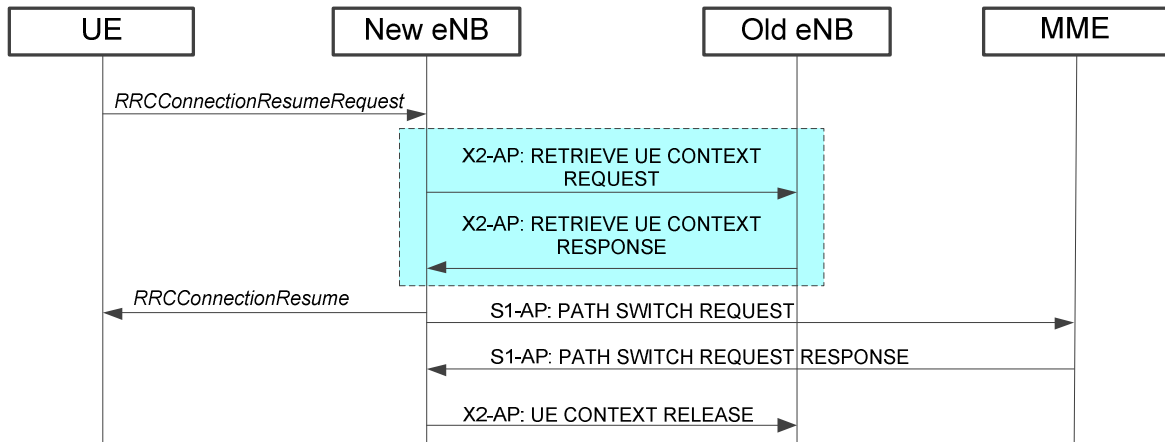 UE
New eNB
Old eNB
MME
RRCConnectionResumeRequest
X2-AP: RETRIEVE UE CONTEXT
REQUEST
X2-AP: RETRIEVE UE CONTEXT
RESPONSE
RRCConnectionResume
S1-AP: PATH SWITCH REQUEST
S1-AP: PATH SWITCH REQUEST RESPONSE
X2-AP: UE CONTEXT RELEASE